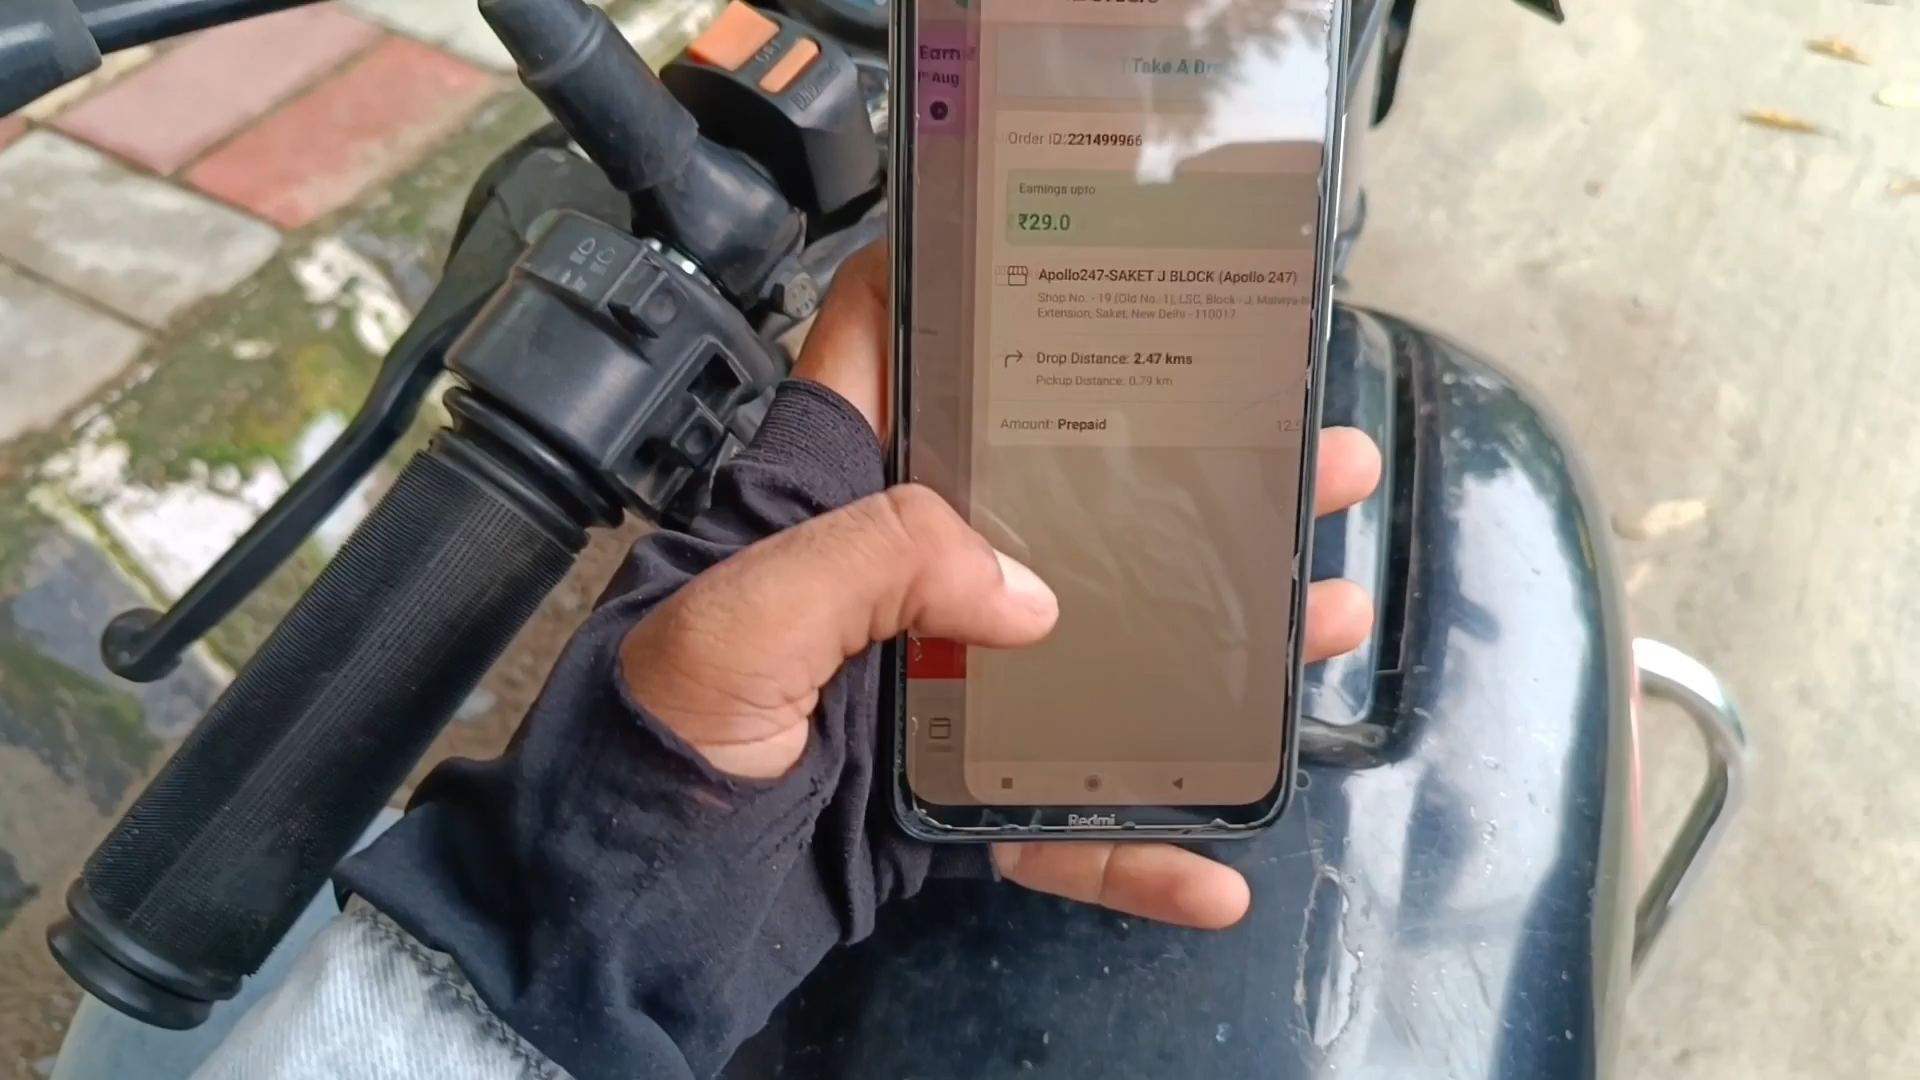 Earn
Aug
Take A
Order ID:221499966
Earnings upto
₹29.0
Apollo247-SAKET J BLOCK (Apollo 247)
Shop No. - 19 (Old No. 1), LSC, Block - J, Malviya
Extension, Saket, New Delhi - 110017
Drop Distance: 2.47 kms
Pickup Distance: 0.79 km
Amount: Prepaid
12
Redmi